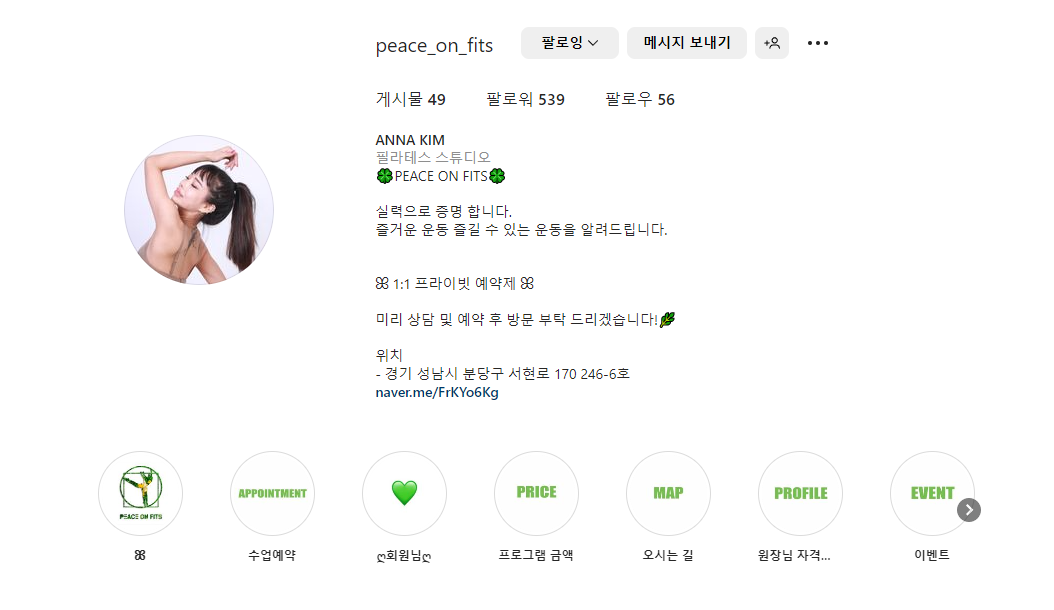 peace_on_fits 팔로잉 메시지 보내기
게시물 49 팔로워 539 팔로우 56
ANNA KIM
필라테스 스튜디오
🍀PEACE ON FITS🍀
실력으로 증명 합니다.
즐거운 운동 즐길 수 있는 운동을 알려드립니다.
ꕤ 1:1 프라이빗 예약제 ꕤ
미리 상담 및 예약 후 방문 부탁 드리겠습니다!🌿
위치
- 경기 성남시 분당구 서현로 170 246-6호
naver.me/FrKYo6Kg
PEACE ON FITS
APPOINTMENT
PRICE
MAP
PROFILE
EVENT
ꕤ
수업예약
ღ회원님ღ
프로그램 금액
오시는 길
원장님 자격...
이벤트